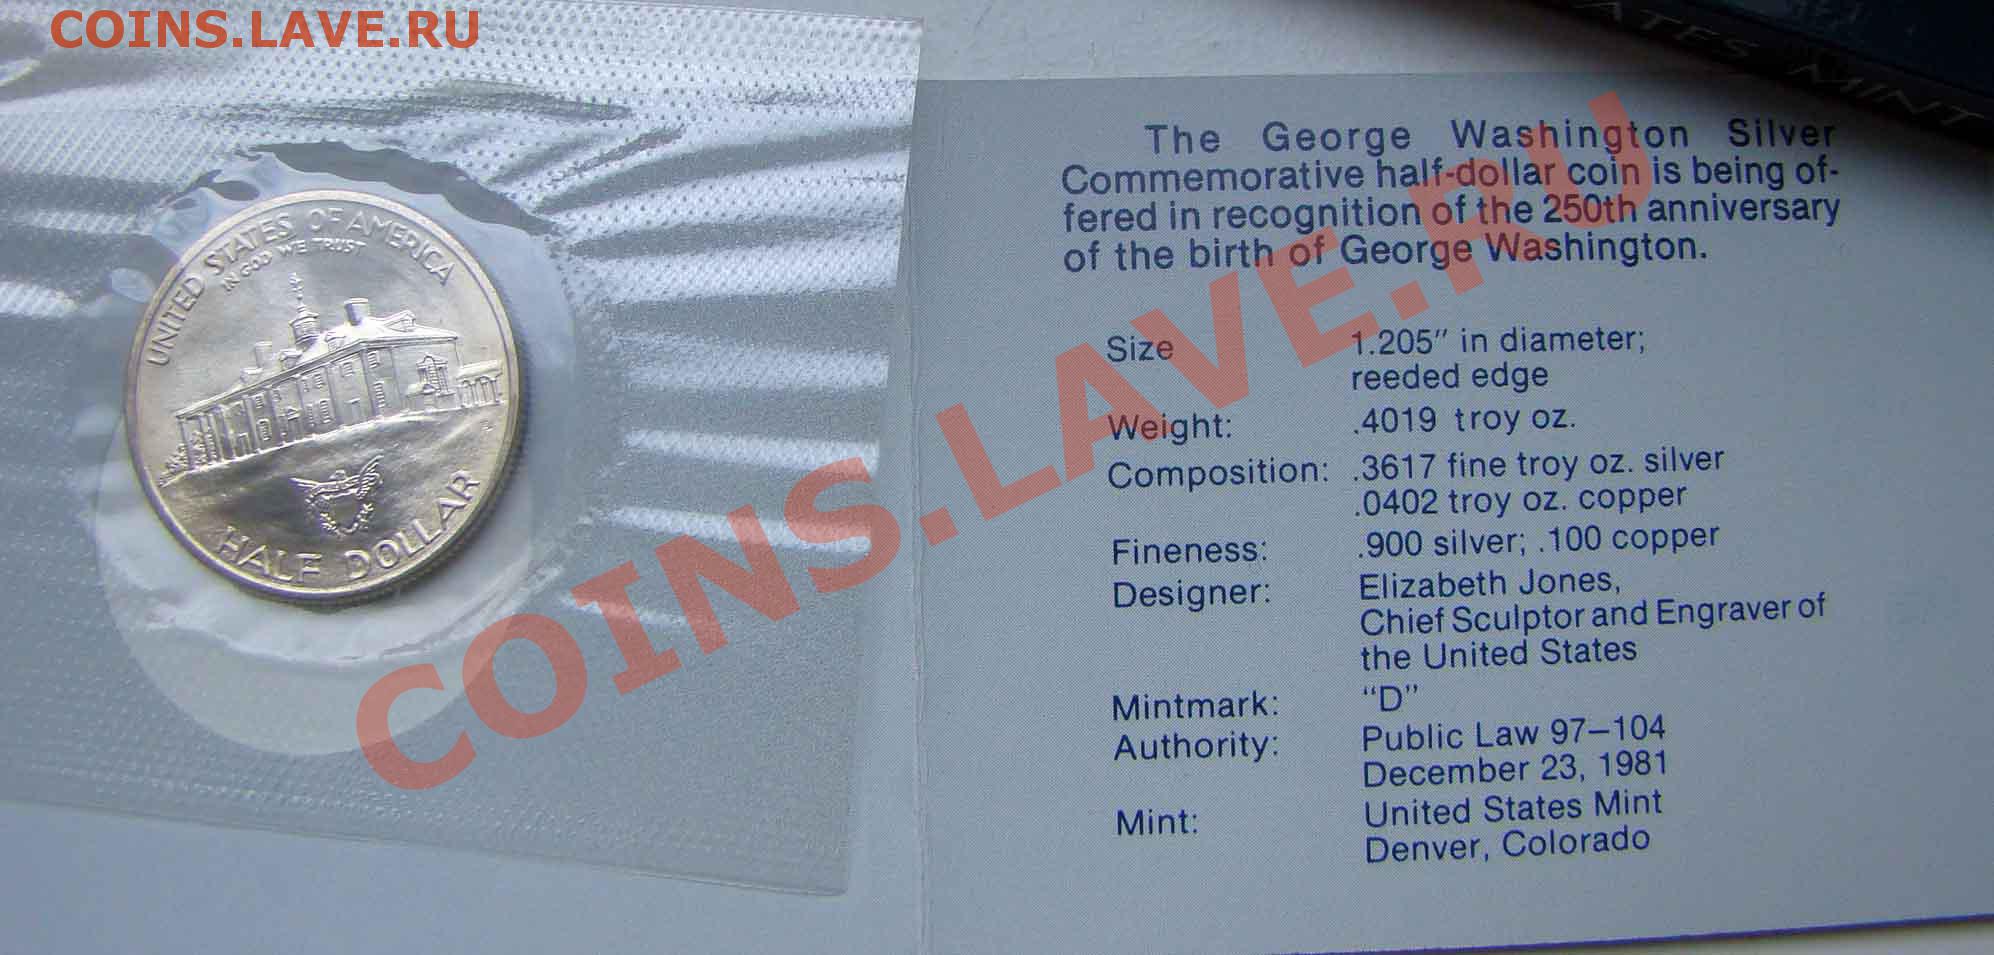 COINS.LAVE.RU
UNITED STATES OF AMERICA
IN GOD WE TRUST
HALF DOLLAR
ATES MINT
The George Washington Silver
Commemorative half-dollar coin is being of-
fered in recognition of the 250th anniversary
of the birth of George Washington.
Size 1.205" in diameter;
reeded edge
Weight: .4019 troy oz.
Composition: .3617 fine troy oz. silver
.0402 troy oz. copper
Fineness: .900 silver; .100 copper
Designer: Elizabeth Jones,
Chief Sculptor and Engraver of
the United States
Mintmark: “D”
Authority: Public Law 97–104
December 23, 1981
Mint: United States Mint
Denver, Colorado
COINS.LAVE.RU